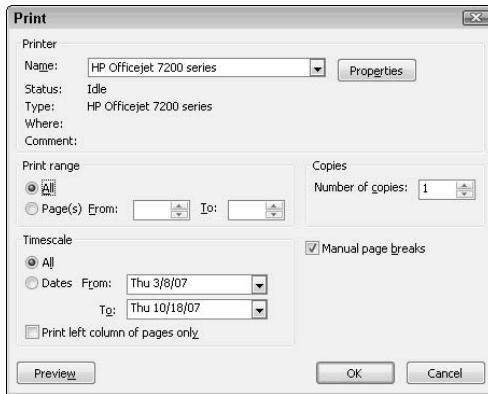 Print
Printer
Name: HP Officejet 7200 series Properties
Status: Idle
Type: HP Officejet 7200 series
Where:
Comment:
Print range
All
Page(s) From: To:
Copies
Number of copies: 1
Timescale
All
Dates From: Thu 3/8/07
To: Thu 10/18/07
Print left column of pages only
Manual page breaks
Preview OK Cancel